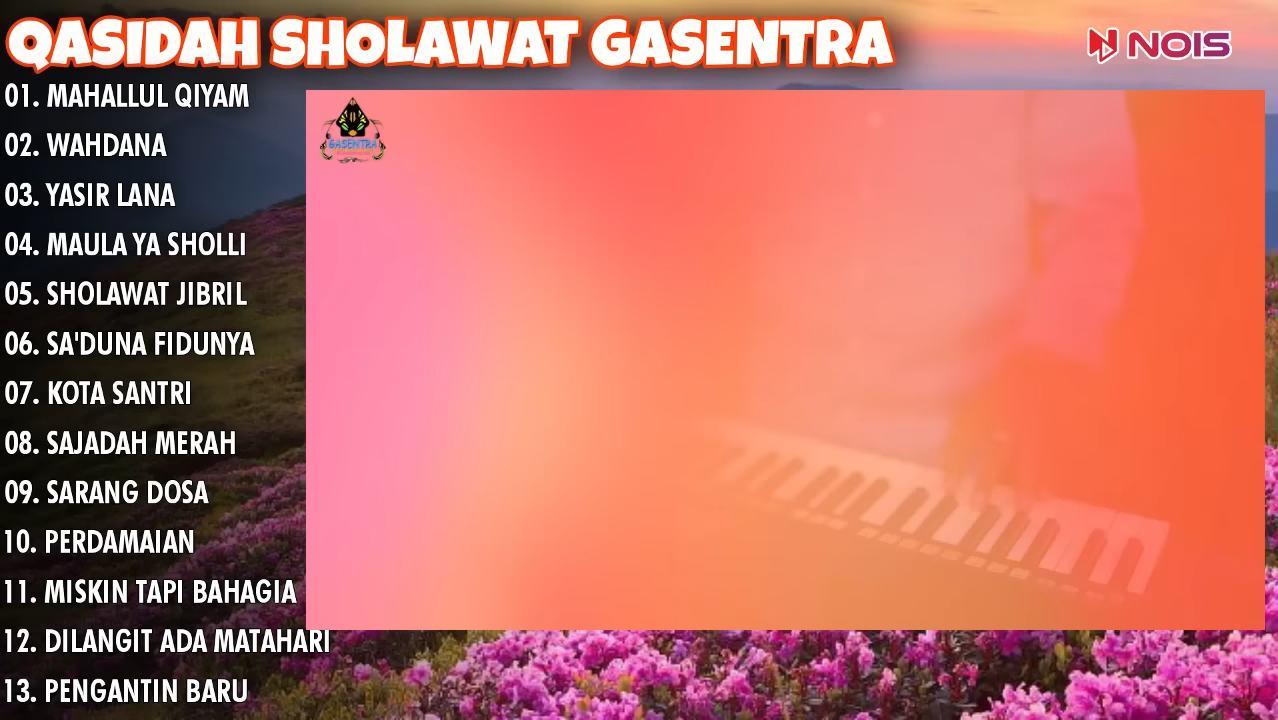 QASIDAH SHOLAWAT GASENTRA
NOIS
01. MAHALLUL QIYAM
02. WAHDANA
03. YASIR LANA
04. MAULA YA SHOLLI
05. SHOLAWAT JIBRIL
06. SA'DUNA FIDUNYA
07. KOTA SANTRI
08. SAJADAH MERAH
09. SARANG DOSA
10. PERDAMAIAN
11. MISKIN TAPI BAHAGIA
12. DILANGIT ADA MATAHARI
13. PENGANTIN BARU
GASENTRA